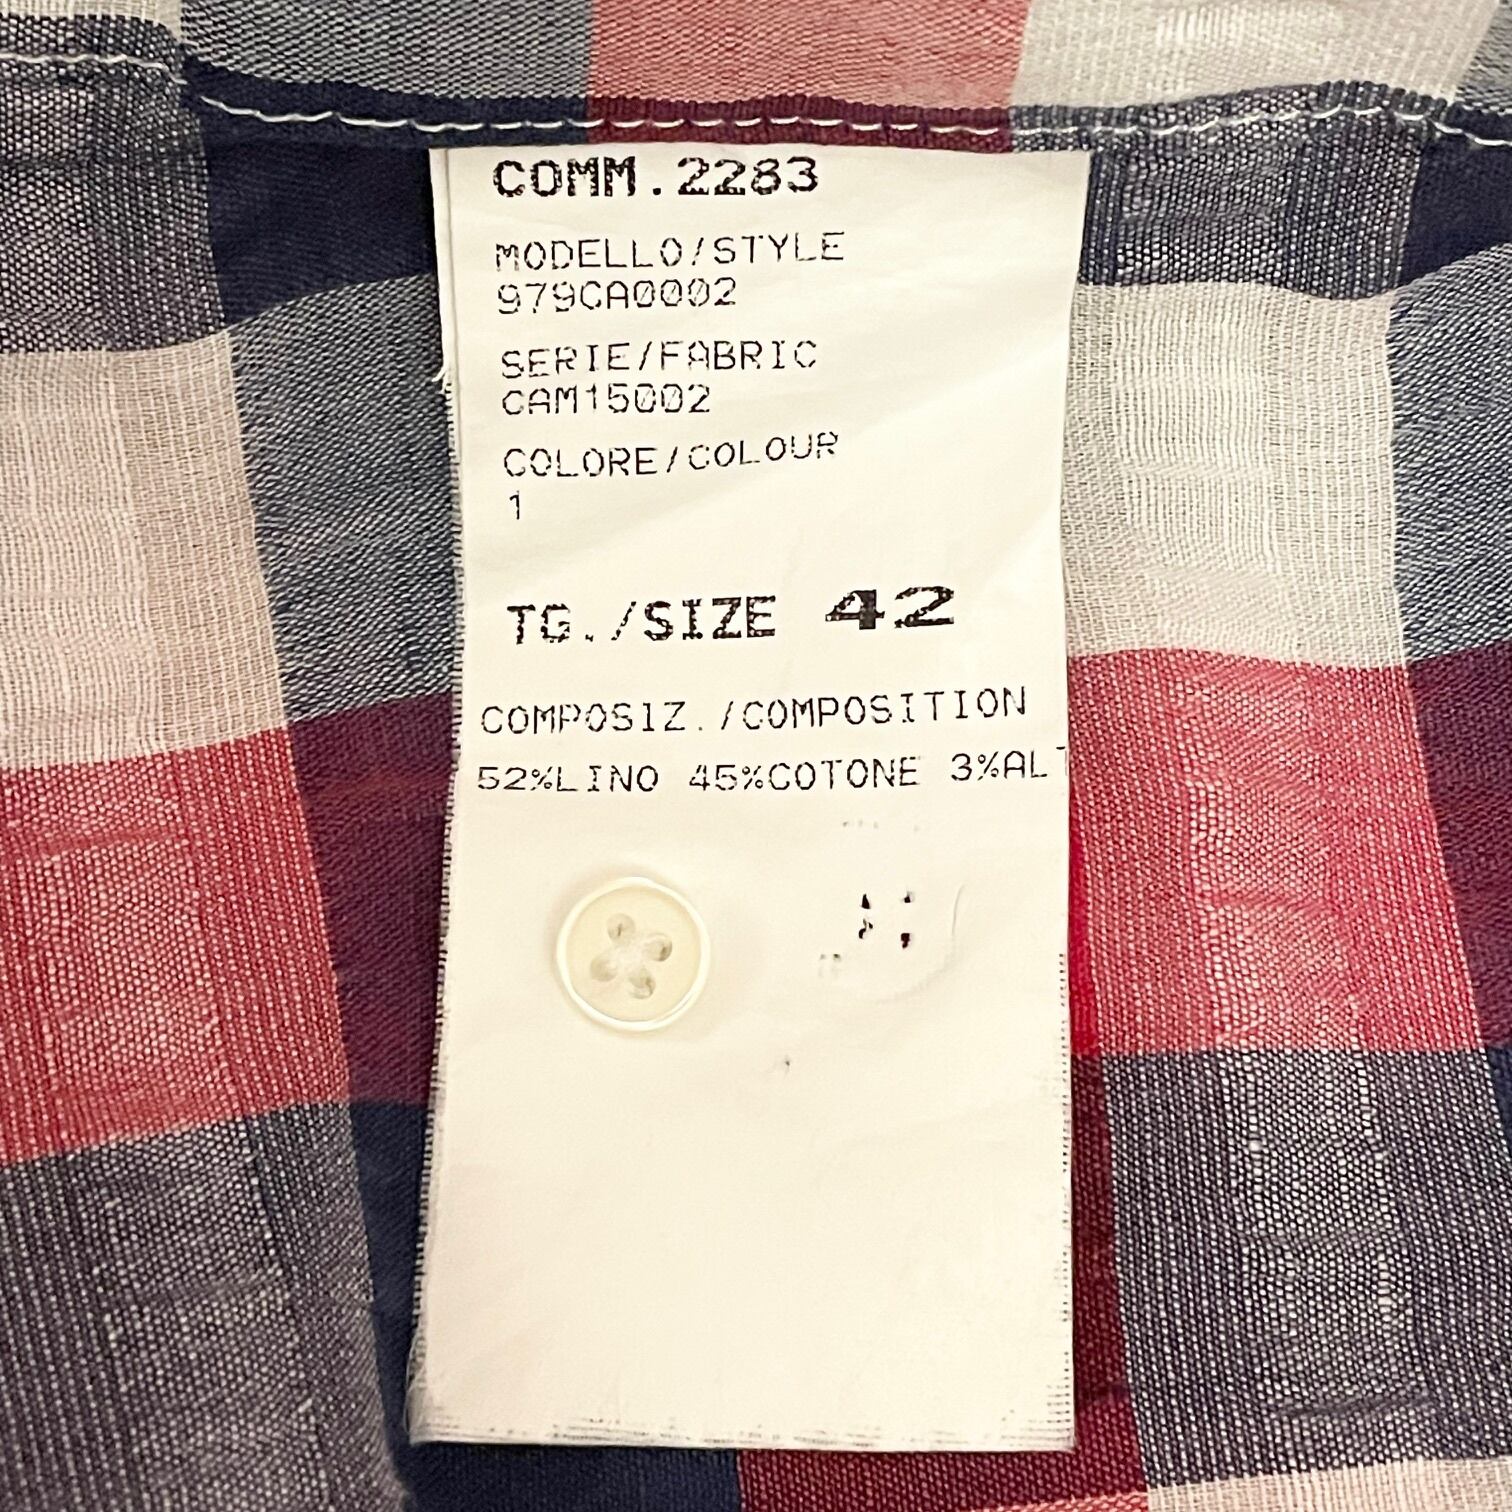 COMM.2283
MODELLO/STYLE
979CA0002
SERIE/FABRIC
CAM15002
COLORE/COLOUR
1
TG./SIZE 42
COMPOSIZ./COMPOSITION
52%LINO 45%COTONE 3%ALT